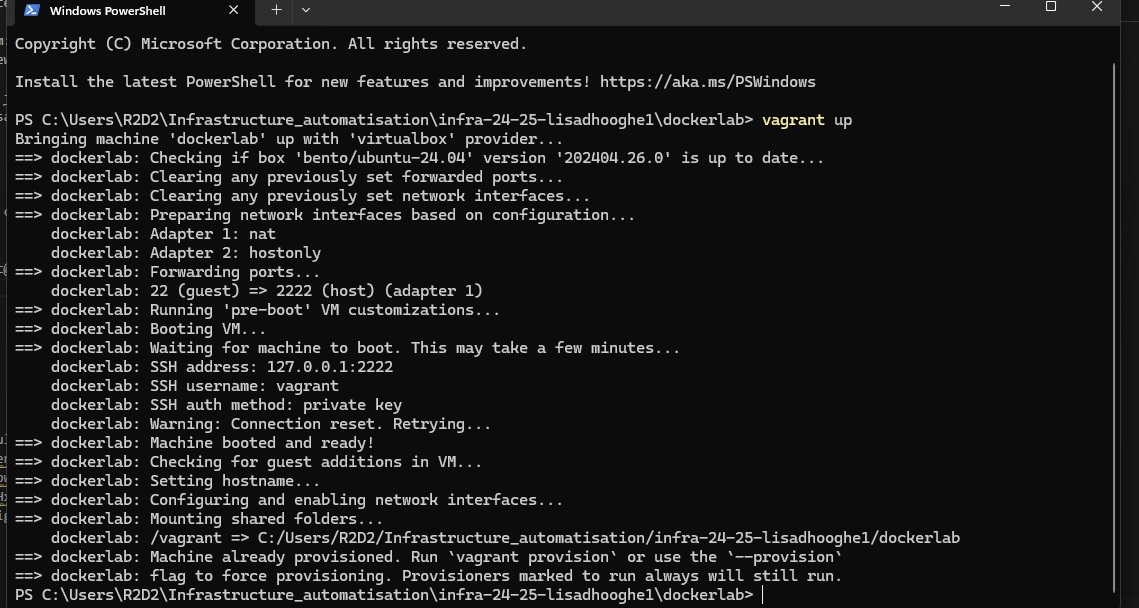 Windows PowerShell
Copyright (C) Microsoft Corporation. All rights reserved.
Install the latest PowerShell for new features and improvements! https://aka.ms/PSWindows
PS C:\Users\R2D2\Infrastructure_automatisation\infra-24-25-lisadhooghe1\dockerlab> vagrant up
Bringing machine 'dockerlab' up with 'virtualbox' provider...
==> dockerlab: Checking if box 'bento/ubuntu-24.04' version '202404.26.0' is up to date...
==> dockerlab: Clearing any previously set forwarded ports...
==> dockerlab: Clearing any previously set network interfaces...
==> dockerlab: Preparing network interfaces based on configuration...
    dockerlab: Adapter 1: nat
    dockerlab: Adapter 2: hostonly
==> dockerlab: Forwarding ports...
    dockerlab: 22 (guest) => 2222 (host) (adapter 1)
==> dockerlab: Running 'pre-boot' VM customizations...
==> dockerlab: Booting VM...
==> dockerlab: Waiting for machine to boot. This may take a few minutes...
    dockerlab: SSH address: 127.0.0.1:2222
    dockerlab: SSH username: vagrant
    dockerlab: SSH auth method: private key
    dockerlab: Warning: Connection reset. Retrying...
==> dockerlab: Machine booted and ready!
==> dockerlab: Checking for guest additions in VM...
==> dockerlab: Setting hostname...
==> dockerlab: Configuring and enabling network interfaces...
==> dockerlab: Mounting shared folders...
    dockerlab: /vagrant => C:/Users/R2D2/Infrastructure_automatisation/infra-24-25-lisadhooghe1/dockerlab
==> dockerlab: Machine already provisioned. Run `vagrant provision` or use the `--provision`
==> dockerlab: flag to force provisioning. Provisioners marked to run always will still run.
PS C:\Users\R2D2\Infrastructure_automatisation\infra-24-25-lisadhooghe1\dockerlab>